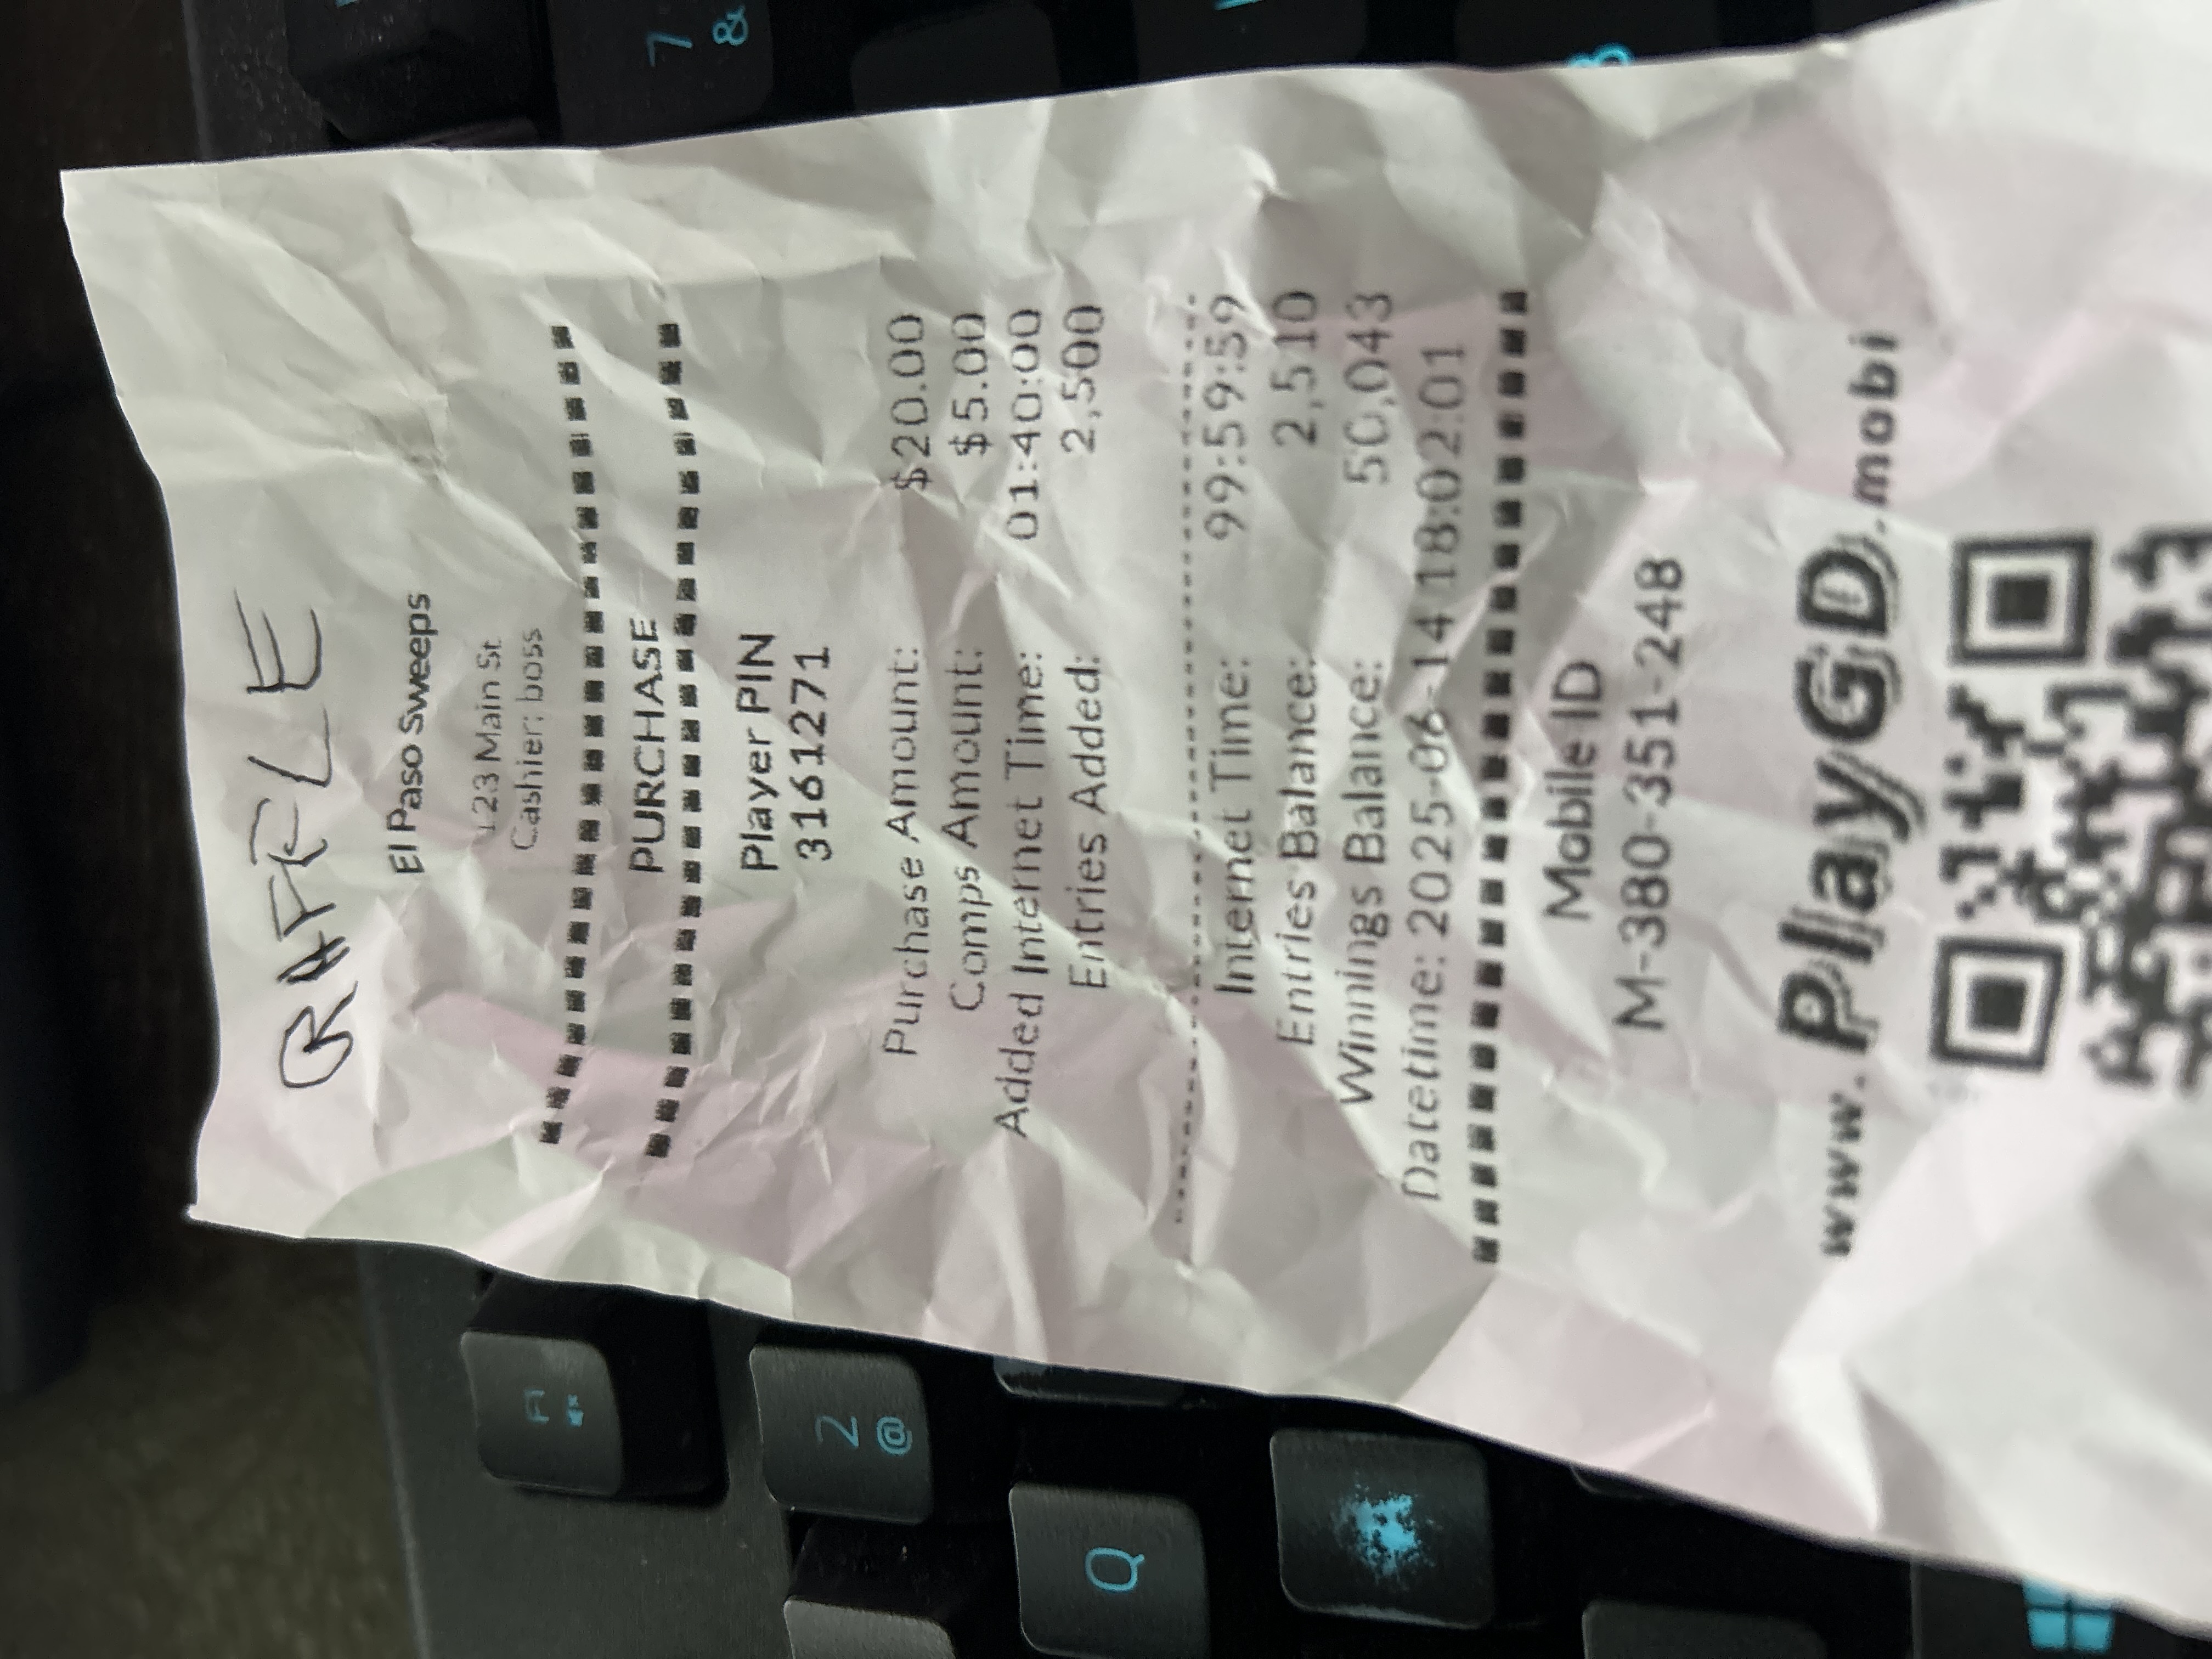 RAFFLE
El Paso Sweeps
123 Main St
Cashier: boss
PURCHASE
Player PIN
3161271
Purchase Amount: $20.00
Comps Amount: $5.00
Added Internet Time: 01:40:00
Entries Added: 2,500
Internet Time: 99:59:59
Entries Balance: 2,510
Winnings Balance: 50,043
Datetime: 2025-06-14 18:02:01
Mobile ID
M-380-351-248
www.PlayGD.mobi
7 &
F1
2 @
Q